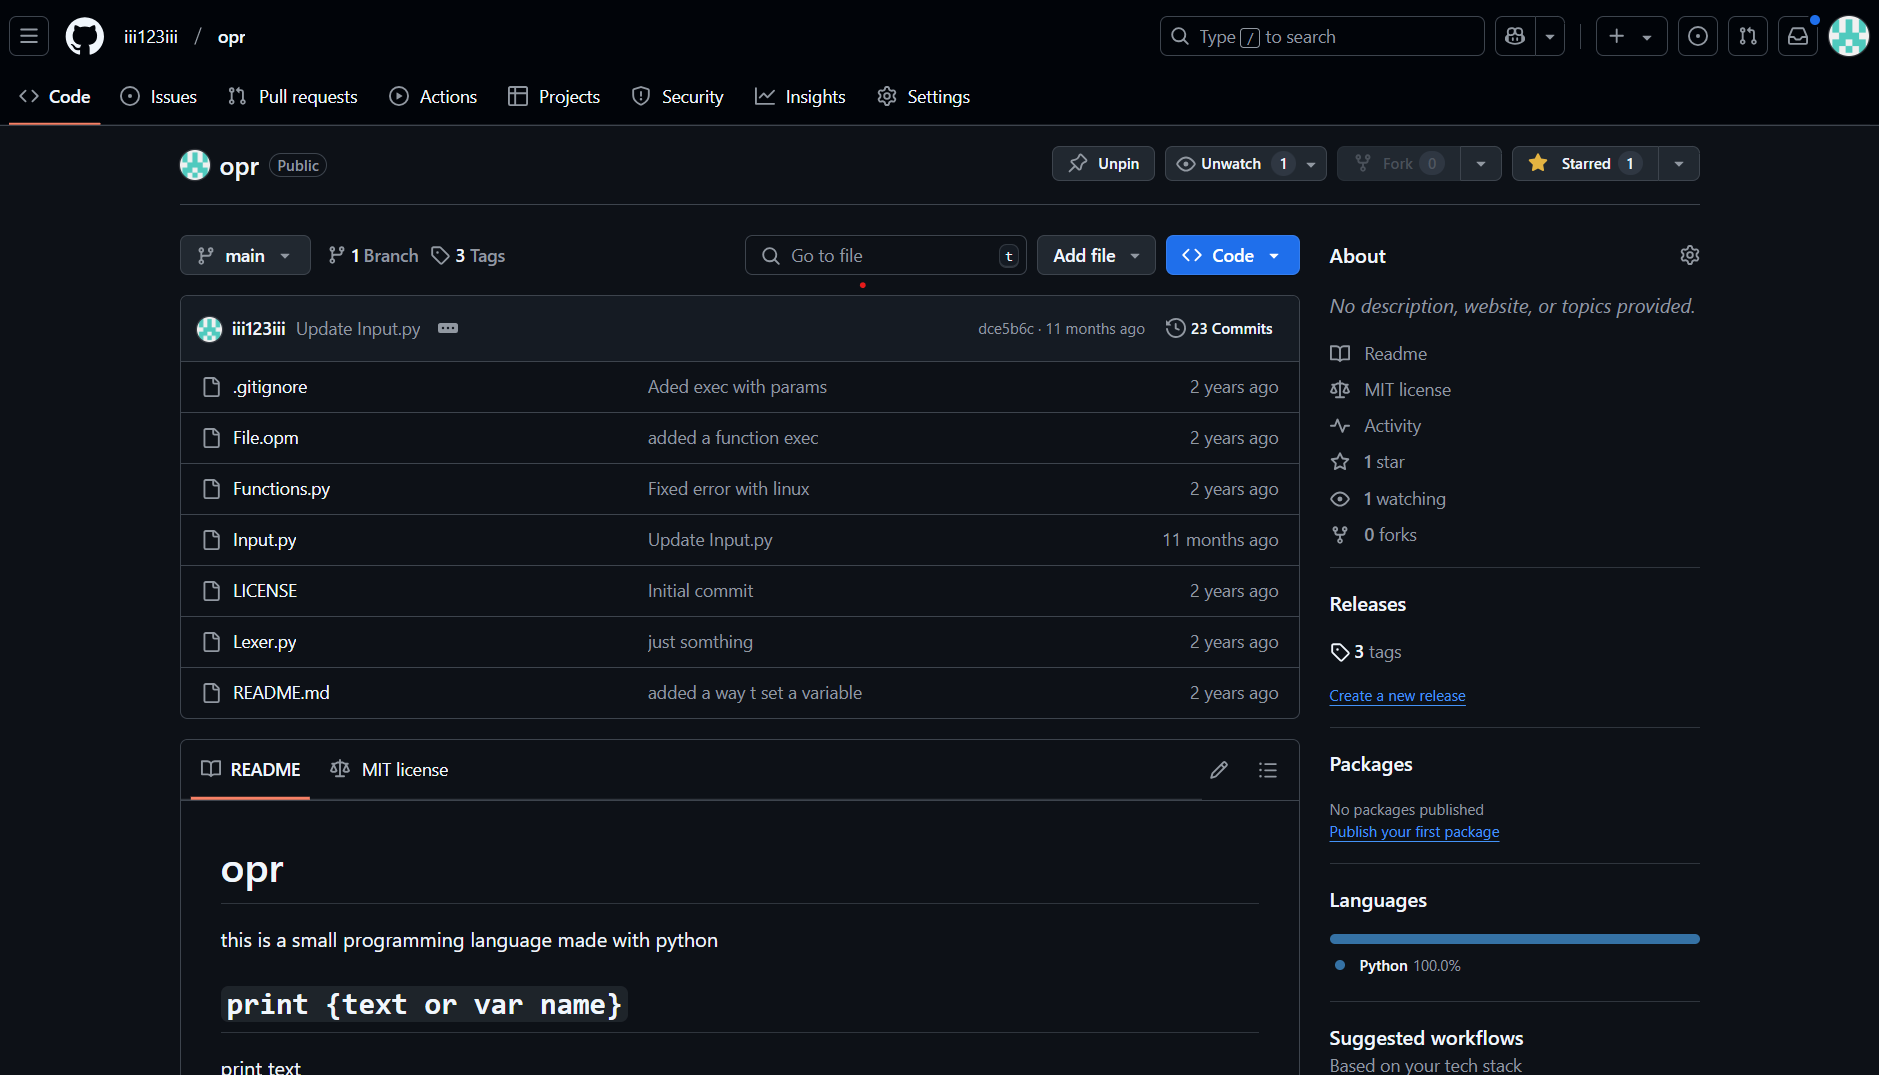 iii123iii / opr
Type / to search
Code Issues Pull requests Actions Projects Security Insights Settings
opr Public
Unpin Unwatch 1 Fork 0 Starred 1
main 1 Branch 3 Tags Go to file t Add file Code
iii123iii Update Input.py dce5b6c · 11 months ago 23 Commits
.gitignore Aded exec with params 2 years ago
File.opm added a function exec 2 years ago
Functions.py Fixed error with linux 2 years ago
Input.py Update Input.py 11 months ago
LICENSE Initial commit 2 years ago
Lexer.py just somthing 2 years ago
README.md added a way t set a variable 2 years ago
README MIT license
opr
this is a small programming language made with python
print {text or var name}
print text
About
No description, website, or topics provided.
Readme
MIT license
Activity
1 star
1 watching
0 forks
Releases
3 tags
Create a new release
Packages
No packages published
Publish your first package
Languages
Python 100.0%
Suggested workflows
Based on your tech stack